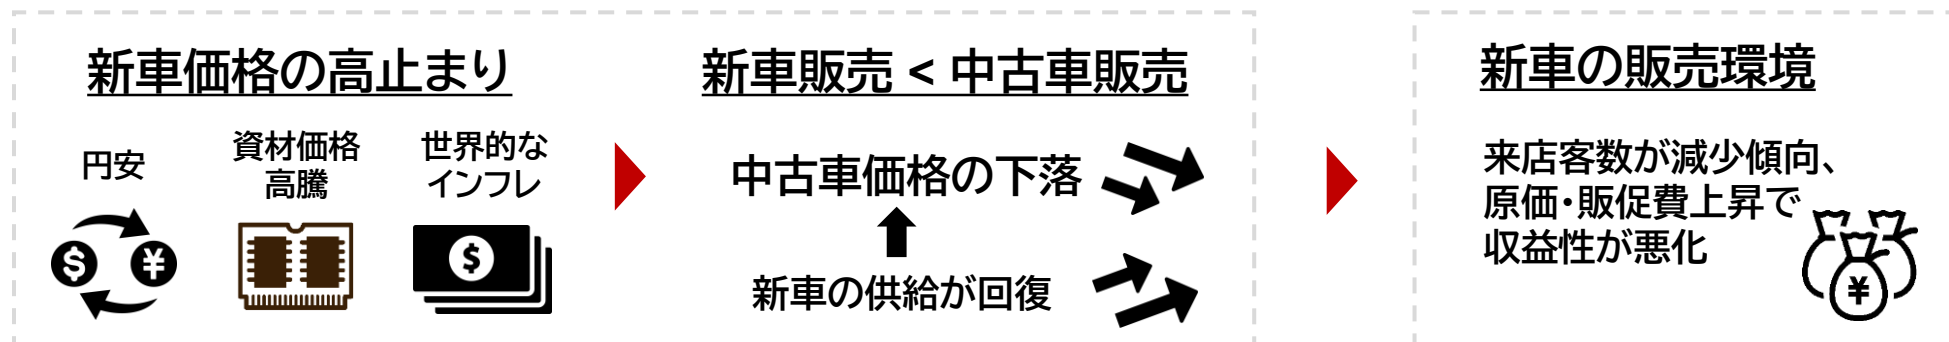 新車価格の高止まり
円安
資材価格
高騰
世界的な
インフレ
$
¥
$
新車販売 < 中古車販売
中古車価格の下落
新車の供給が回復
新車の販売環境
来店客数が減少傾向、
原価・販促費上昇で
収益性が悪化
¥